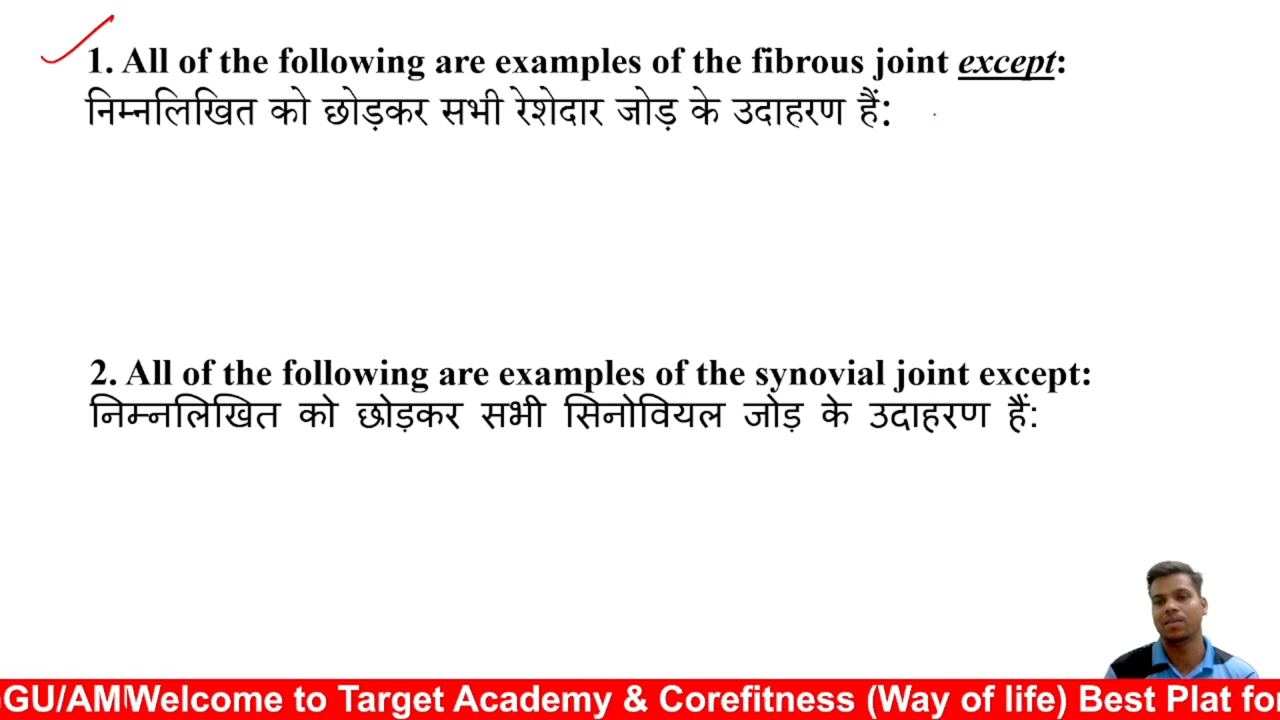 1. All of the following are examples of the fibrous joint except:
निम्नलिखित को छोड़कर सभी रेशेदार जोड़ के उदाहरण हैं:
2. All of the following are examples of the synovial joint except:
निम्नलिखित को छोड़कर सभी सिनोवियल जोड़ के उदाहरण हैं:
GU/AMWelcome to Target Academy & Corefitness (Way of life) Best Plat for